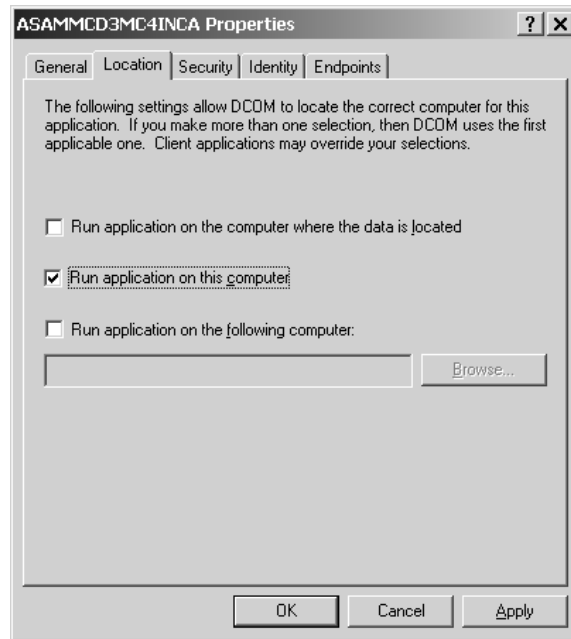 ASAMMCD3MC4INCA Properties
? X
General Location Security Identity Endpoints
The following settings allow DCOM to locate the correct computer for this
application. If you make more than one selection, then DCOM uses the first
applicable one. Client applications may override your selections.
Run application on the computer where the data is located
Run application on this computer
Run application on the following computer:
Browse...
OK Cancel Apply